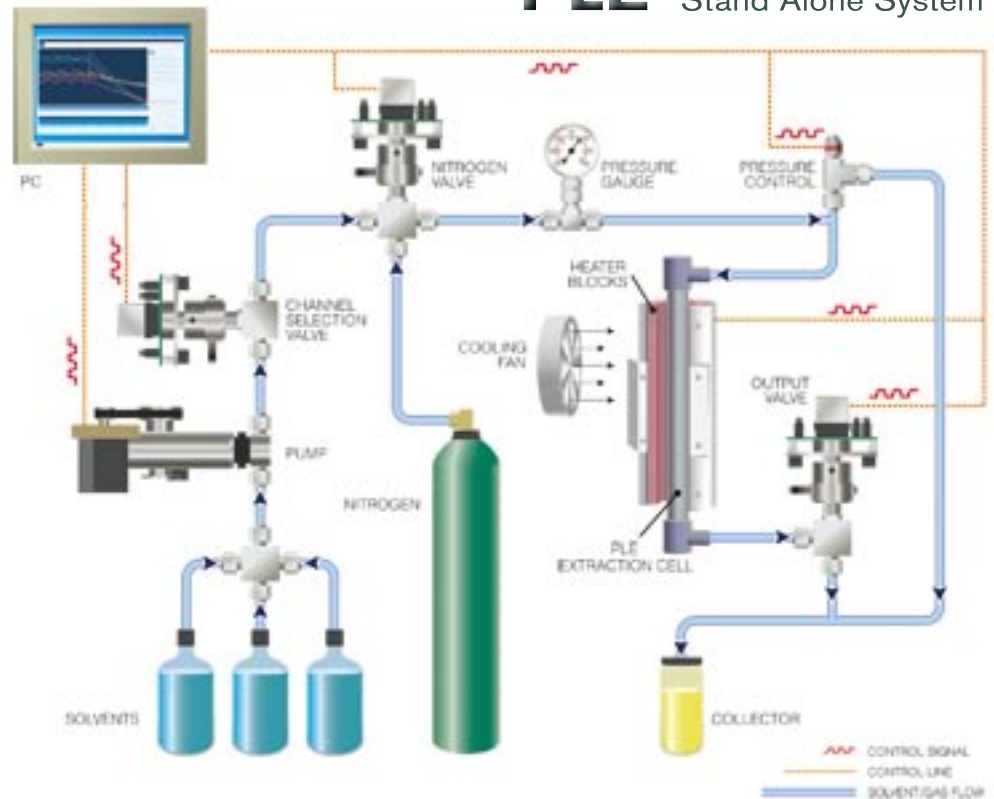 PLE Stand Alone System
PC
NITROGEN
VALVE
PRESSURE
GAUGE
PRESSURE
CONTROL
HEATER
BLOCKS
CHANNEL
SELECTION
VALVE
COOLING
FAN
OUTPUT
VALVE
PUMP
NITROGEN
PLE
EXTRACTION CELL
SOLVENTS
COLLECTOR
CONTROL SIGNAL
CONTROL LINE
SOLVENT/GAS FLOW